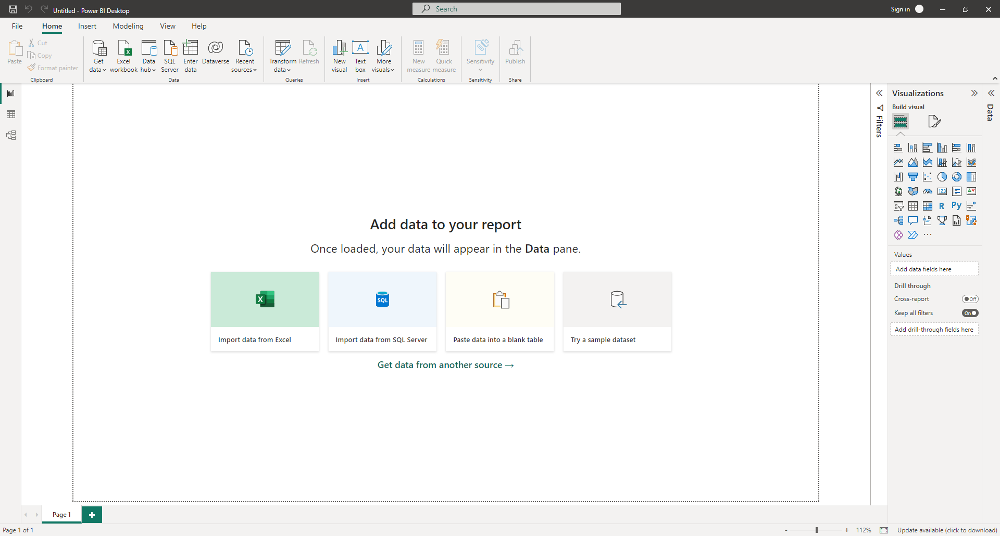 Untitled - Power BI Desktop
Search
Sign in
File
Home
Insert
Modeling
View
Help
Paste
Cut
Copy
Format painter
Clipboard
Get data
Excel workbook
Data hub
SQL Server
Enter data
Dataverse
Recent sources
Data
Transform data
Refresh
Queries
New visual
Text box
More visuals
Insert
New measure
Quick measure
Calculations
Sensitivity
Sensitivity
Publish
Share
Add data to your report
Once loaded, your data will appear in the Data pane.
SQL
Import data from Excel
Import data from SQL Server
Paste data into a blank table
Try a sample dataset
Get data from another source →
Filters
Visualizations
Build visual
123
R
Py
Values
Add data fields here
Drill through
Cross-report
Off
Keep all filters
On
Add drill-through fields here
Data
Page 1
Page 1 of 1
- + 112%
Update available (click to download)